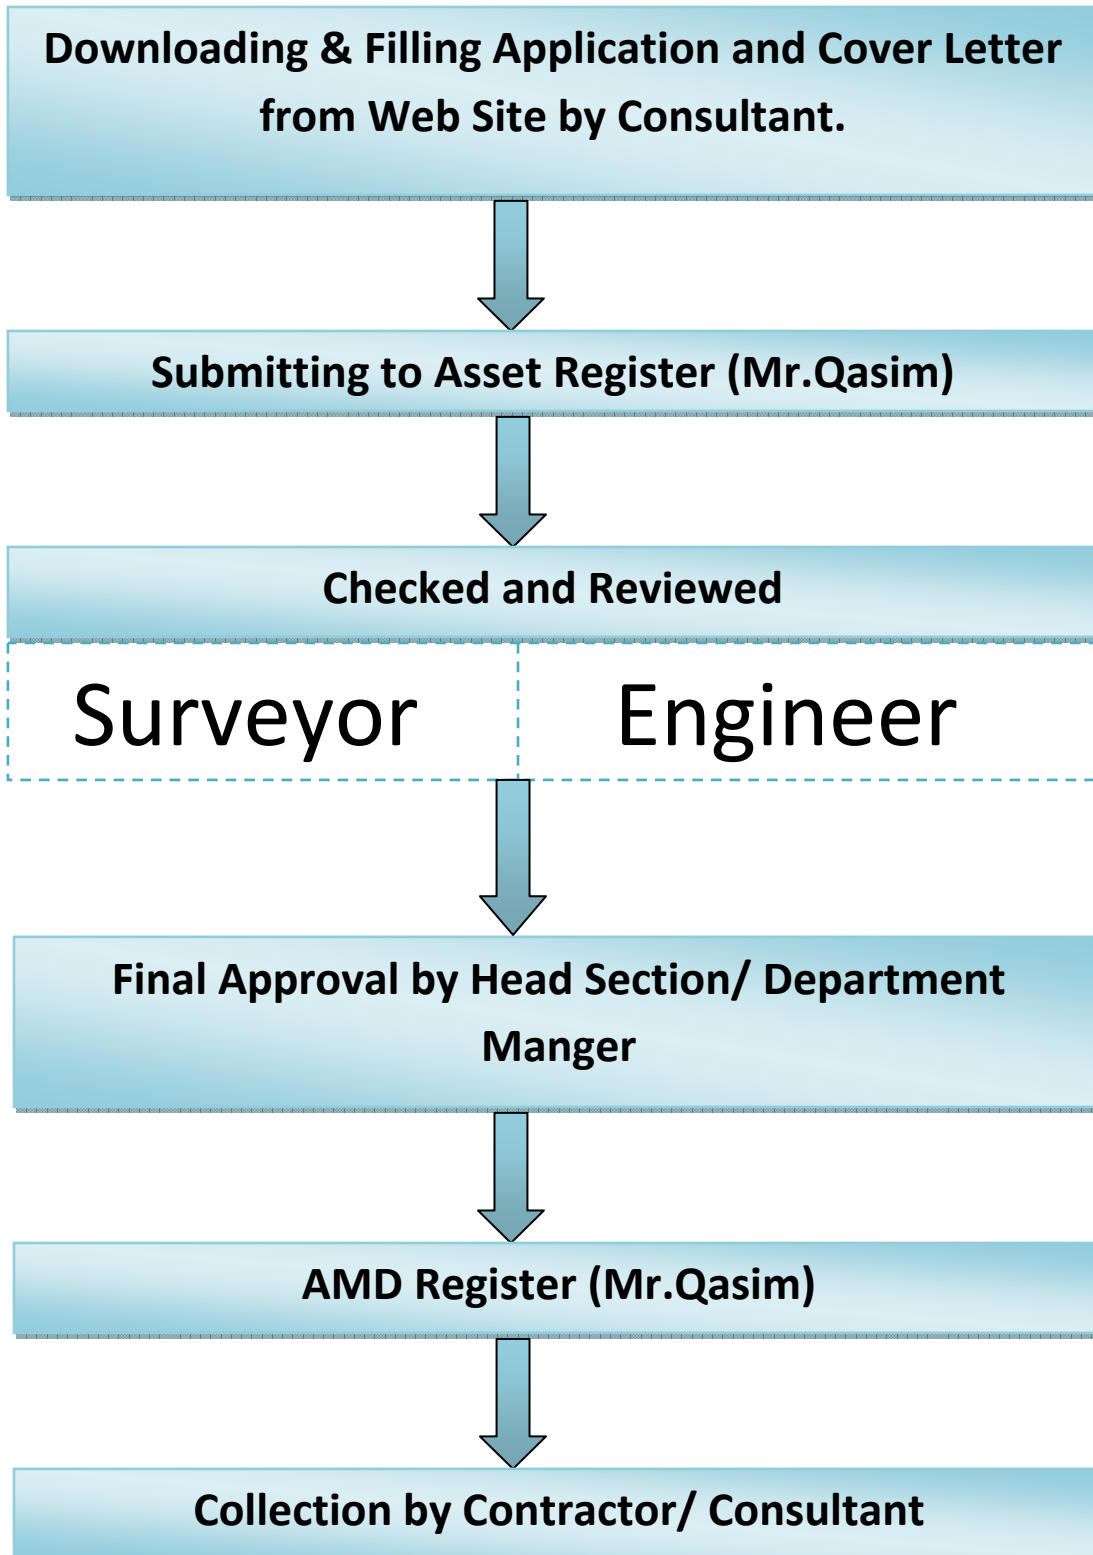 Downloading & Filling Application and Cover Letter
from Web Site by Consultant.
Submitting to Asset Register (Mr.Qasim)
Checked and Reviewed
Surveyor Engineer
Final Approval by Head Section/ Department
Manger
AMD Register (Mr.Qasim)
Collection by Contractor/ Consultant